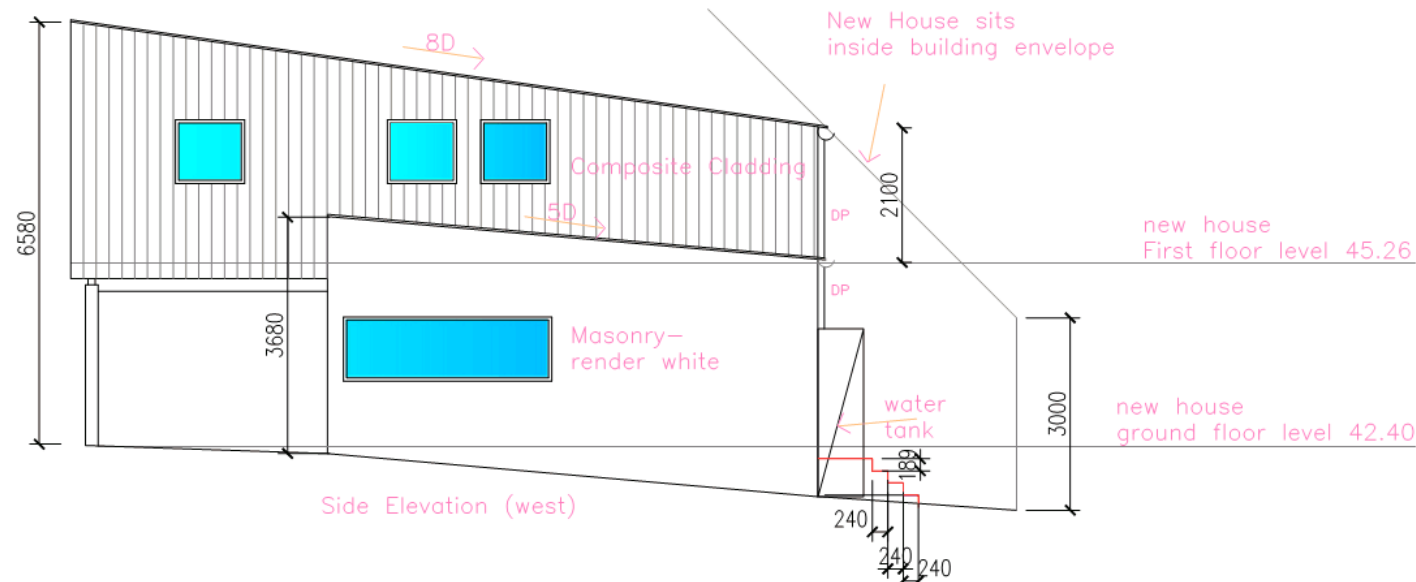 New House sits
inside building envelope
8D
Composite Cladding
2100
6580
5D
DP
new house
First floor level 45.26
DP
3680
Masonry-
render white
3000
water
tank
new house
ground floor level 42.40
189
Side Elevation (west)
240
240
240